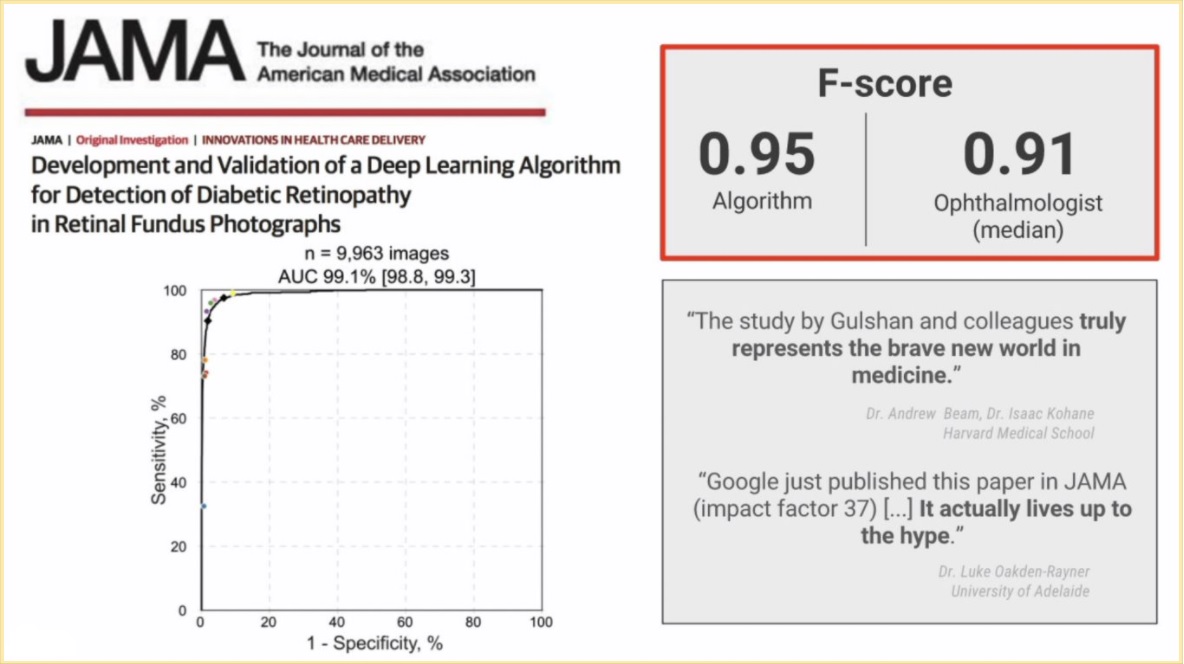 JAMA The Journal of the
American Medical Association
JAMA | Original Investigation | INNOVATIONS IN HEALTH CARE DELIVERY
Development and Validation of a Deep Learning Algorithm
for Detection of Diabetic Retinopathy
in Retinal Fundus Photographs
n = 9,963 images
AUC 99.1% [98.8, 99.3]
100
80
60
40
20
0
Sensitivity, %
0 20 40 60 80 100
1 - Specificity, %
F-score
0.95 0.91
Algorithm Ophthalmologist
(median)
“The study by Gulshan and colleagues truly
represents the brave new world in
medicine.”
Dr. Andrew Beam, Dr. Isaac Kohane
Harvard Medical School
“Google just published this paper in JAMA
(impact factor 37) [...] It actually lives up to
the hype.”
Dr. Luke Oakden-Rayner
University of Adelaide